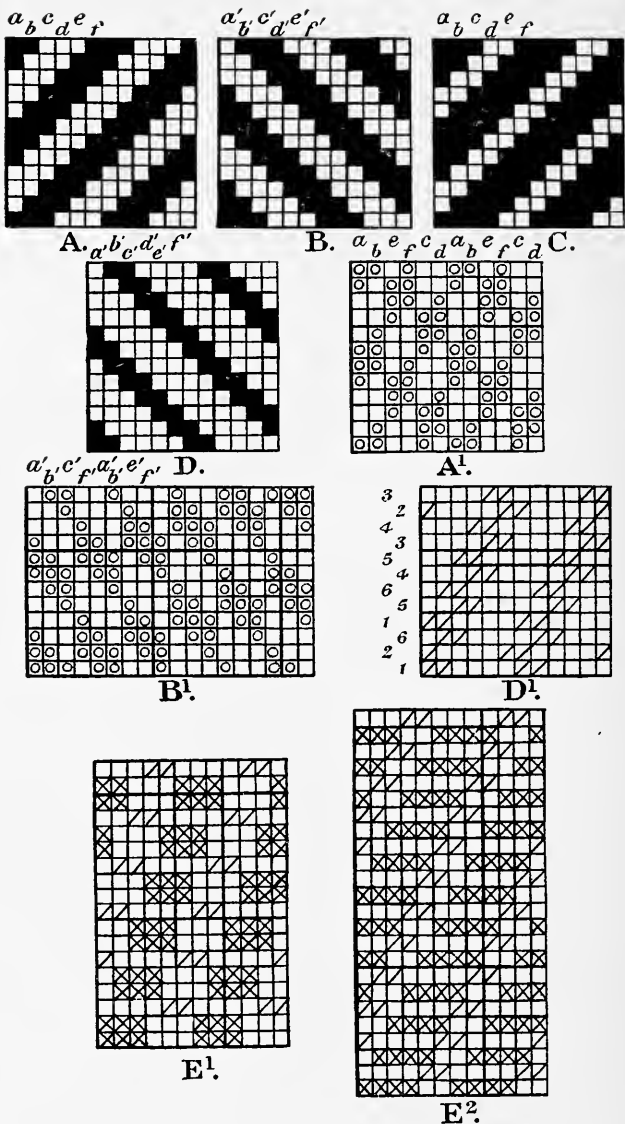 a b c d e f
a' b' c' d' e' f'
a b c d e f
A.
B.
C.
a' b' c' d' e' f'
a b e f c d a b e f c d
D.
A¹.
a' b' c' f' a' b' e' f'
3
2
4
3
5
4
6
5
1
6
2
1
B¹.
D¹.
E¹.
E².